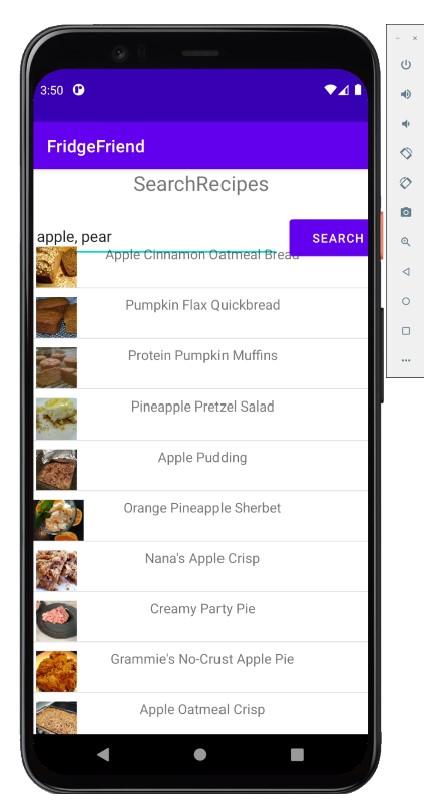 3:50
FridgeFriend
SearchRecipes
apple, pear
SEARCH
Apple Cinnamon Oatmeal Bread
Pumpkin Flax Quickbread
Protein Pumpkin Muffins
Pineapple Pretzel Salad
Apple Pudding
Orange Pineapple Sherbet
Nana's Apple Crisp
Creamy Party Pie
Grammie's No-Crust Apple Pie
Apple Oatmeal Crisp